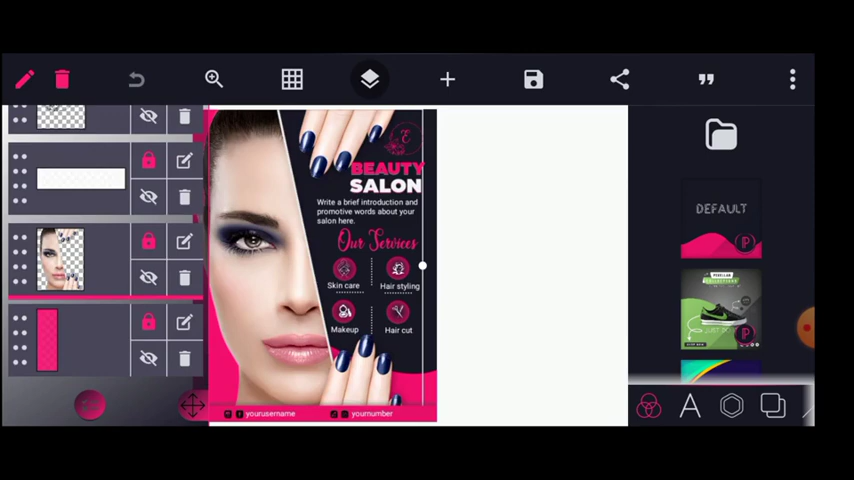 E
BEAUTY
SALON
Write a brief introduction and
promotive words about your
salon here.
Our Services
Skin care
Hair styling
Makeup
Hair cut
yourusername
yournumber
DEFAULT
A